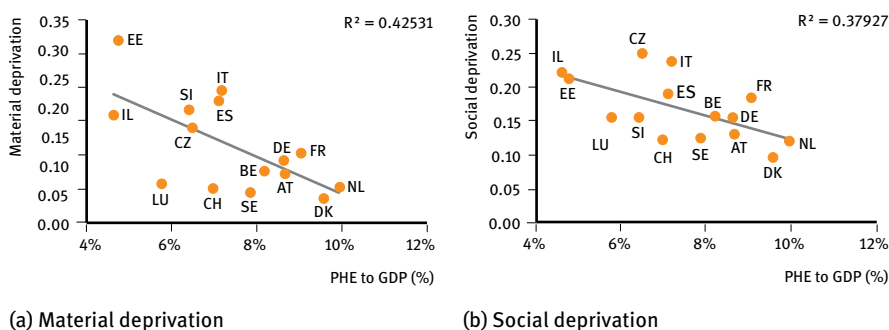 Material deprivation
0.35
0.30
0.20
0.20
0.10
0.10
0.05
0.00
R² = 0.42531
EE
IT
SI
IL
ES
CZ
DE
FR
BE
LU
CH
SE
AT
NL
DK
4%
6%
8%
10%
12%
PHE to GDP (%)
(a) Material deprivation
Social deprivation
0.30
0.25
0.20
0.15
0.10
0.05
0.00
R² = 0.37927
CZ
IL
IT
EE
FR
ES
BE
DE
LU
SI
CH
SE
AT
NL
DK
4%
6%
8%
10%
12%
PHE to GDP (%)
(b) Social deprivation